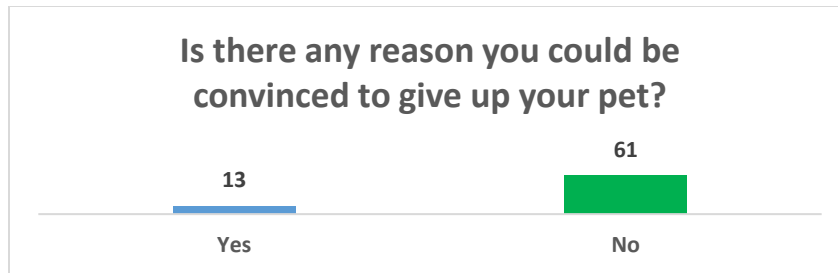 Is there any reason you could be
convinced to give up your pet?
61
13
Yes No